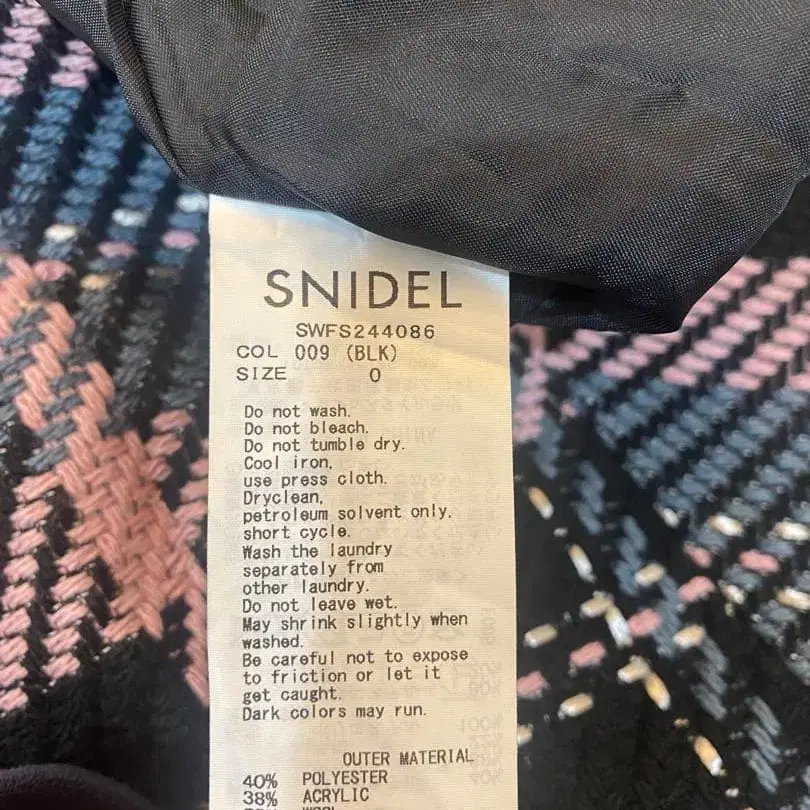 SNIDEL
SWFS244086
COL 009 (BLK)
SIZE 0
Do not wash.
Do not bleach.
Do not tumble dry.
Cool iron,
use press cloth.
Dryclean,
petroleum solvent only.
short cycle.
Wash the laundry
separately from
other laundry.
Do not leave wet.
May shrink slightly when
washed.
Be careful not to expose
to friction or let it
get caught.
Dark colors may run.
OUTER MATERIAL
40% POLYESTER
38% ACRYLIC